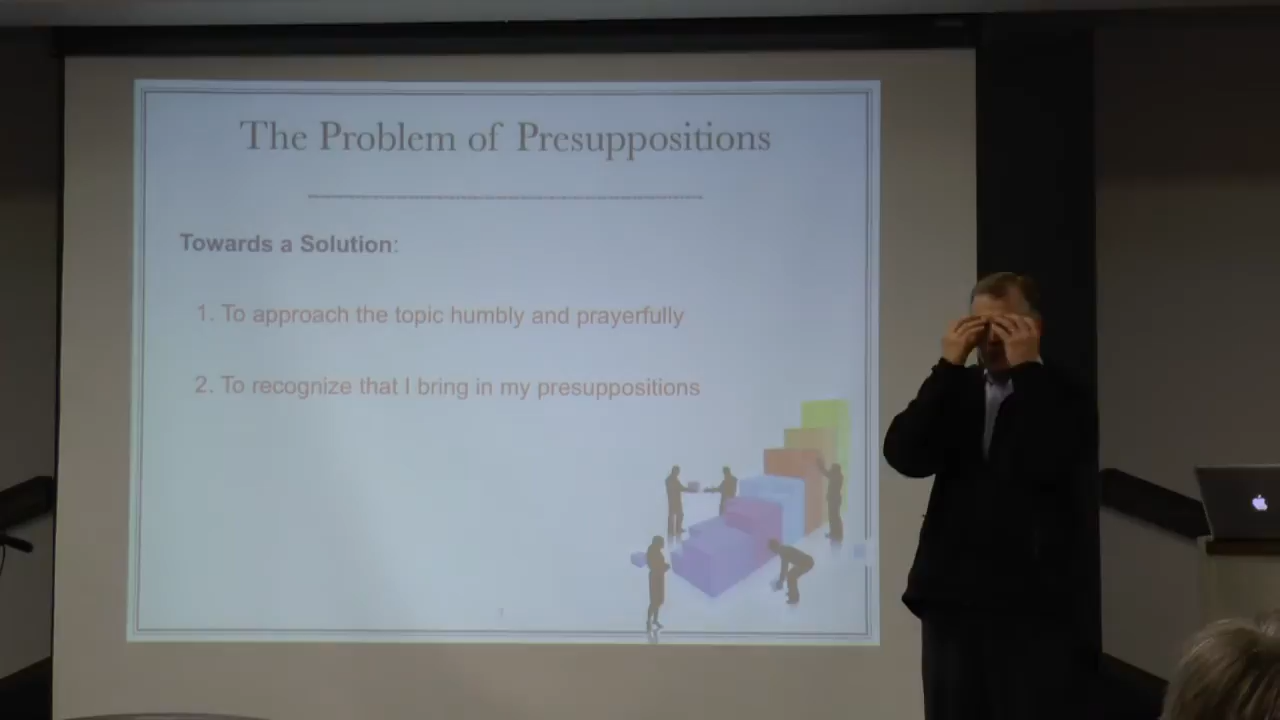 The Problem of Presuppositions
Towards a Solution:
1. To approach the topic humbly and prayerfully
2. To recognize that I bring in my presuppositions